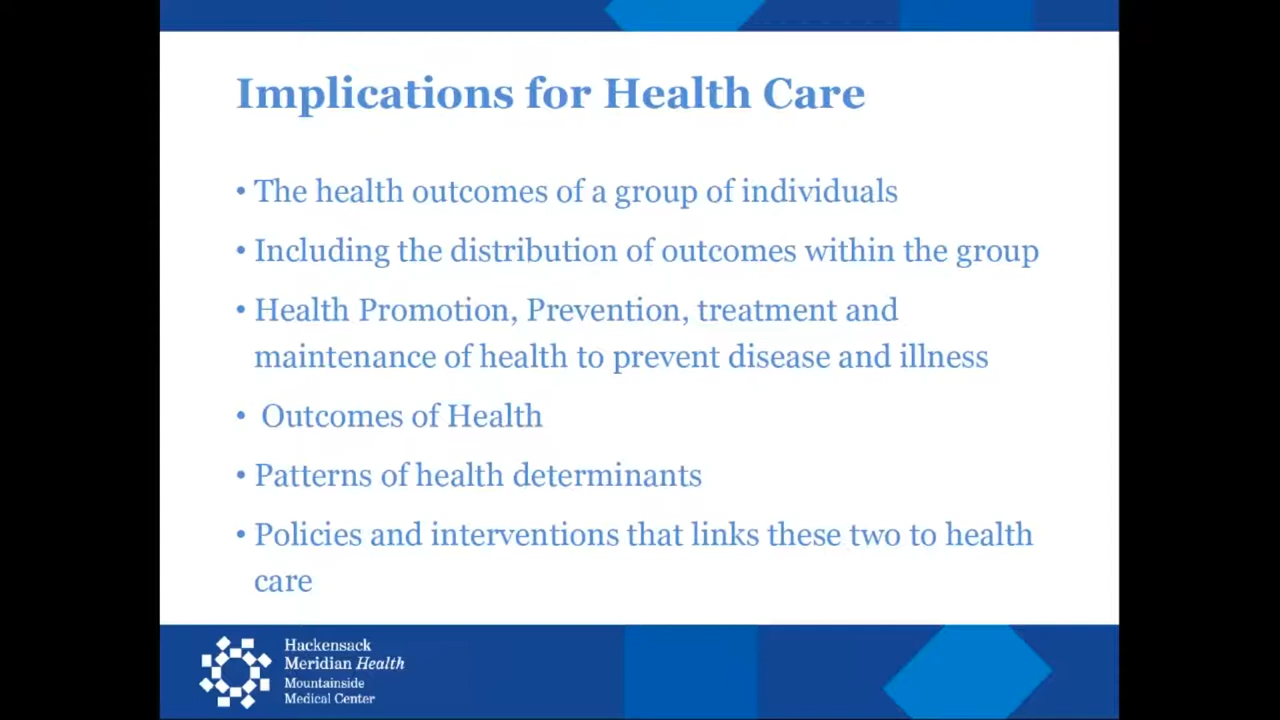 Implications for Health Care
• The health outcomes of a group of individuals
• Including the distribution of outcomes within the group
• Health Promotion, Prevention, treatment and
maintenance of health to prevent disease and illness
• Outcomes of Health
• Patterns of health determinants
• Policies and interventions that links these two to health
care
Hackensack
Meridian Health
Mountainside
Medical Center